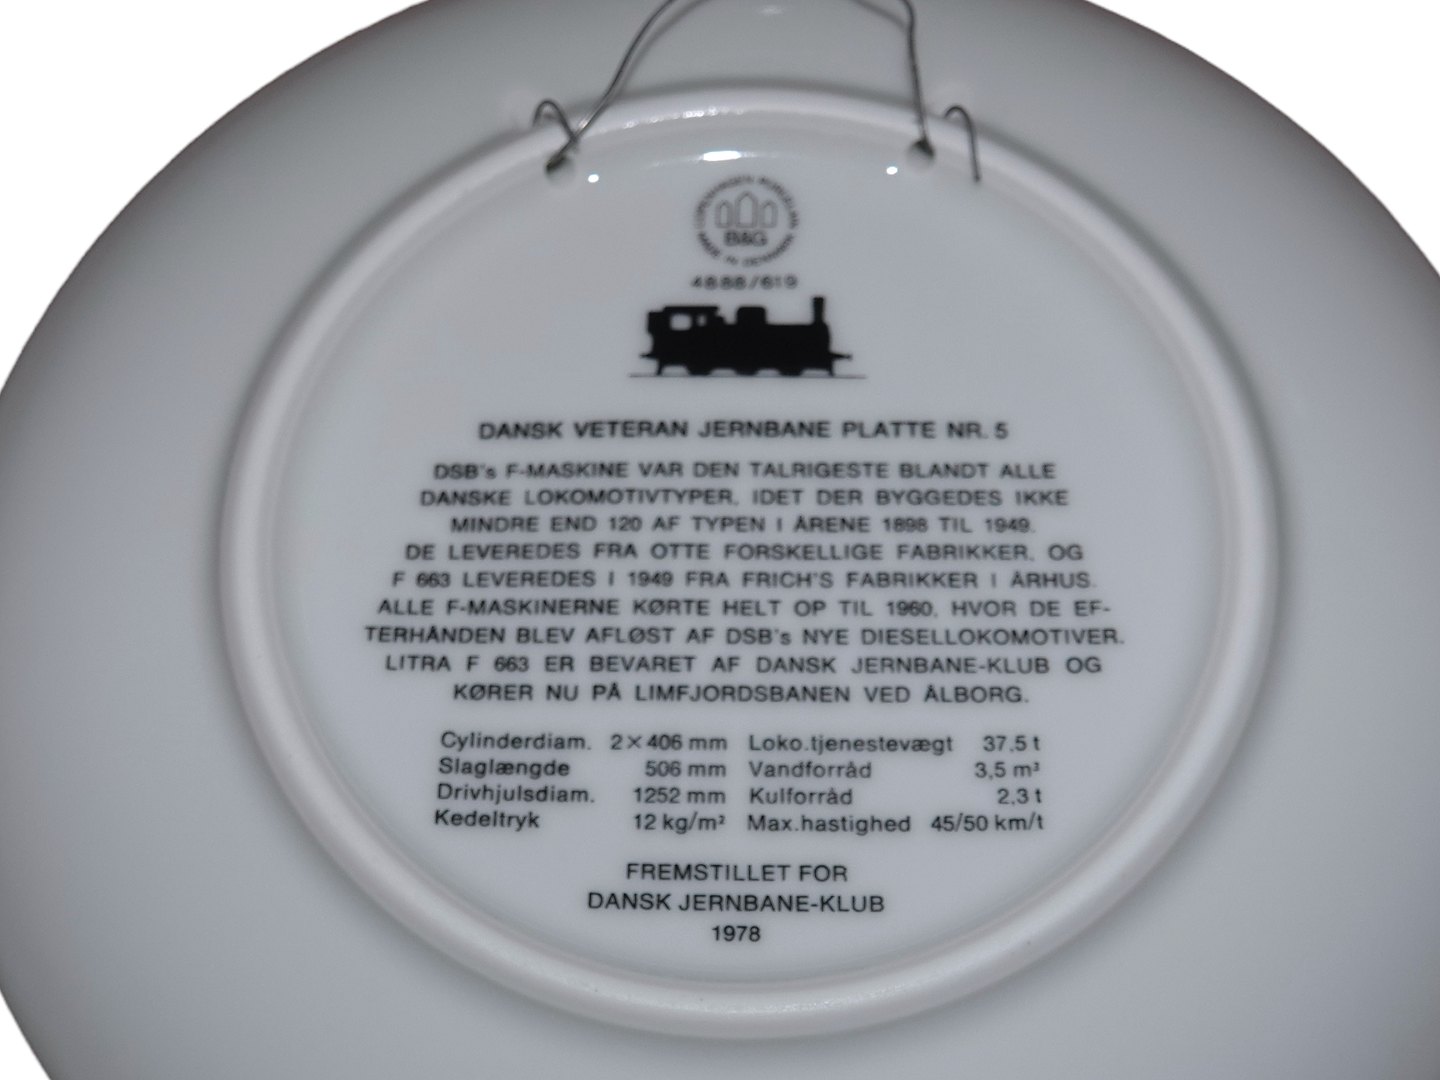 COPENHAGEN PORCELAIN
B&G
MADE IN DENMARK
4888/619
DANSK VETERAN JERNBANE PLATTE NR. 5
DSB's F-MASKINE VAR DEN TALRIGESTE BLANDT ALLE
DANSKE LOKOMOTIVTYPER, IDET DER BYGGEDES IKKE
MINDRE END 120 AF TYPEN I ÅRENE 1898 TIL 1949.
DE LEVEREDES FRA OTTE FORSKELLIGE FABRIKKER, OG
F 663 LEVEREDES I 1949 FRA FRICH'S FABRIKKER I ÅRHUS.
ALLE F-MASKINERNE KØRTE HELT OP TIL 1960, HVOR DE EF-
TERHÅNDEN BLEV AFLØST AF DSB's NYE DIESELLOKOMOTIVER.
LITRA F 663 ER BEVARET AF DANSK JERNBANE-KLUB OG
KØRER NU PÅ LIMFJORDSBANEN VED ÅLBORG.
Cylinderdiam. 2×406 mm Loko.tjenestevægt 37,5 t
Slaglængde 506 mm Vandforråd 3,5 m³
Drivhjulsdiam. 1252 mm Kulforråd 2,3 t
Kedeltryk 12 kg/m² Max.hastighed 45/50 km/t
FREMSTILLET FOR
DANSK JERNBANE-KLUB
1978